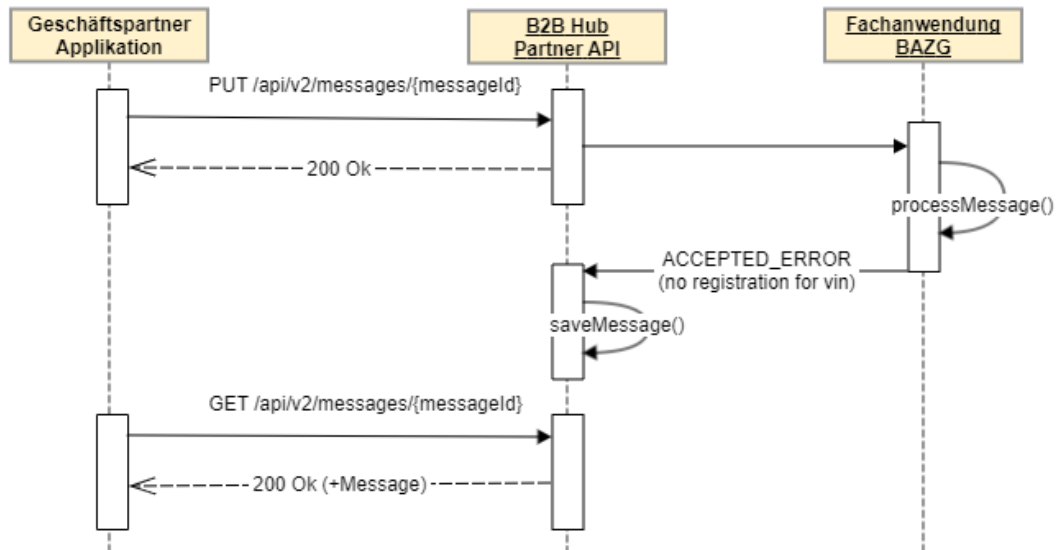 Geschäftspartner
Applikation
B2B Hub
Partner API
Fachanwendung
BAZG
PUT /api/v2/messages/{messageId}
200 Ok
processMessage()
ACCEPTED_ERROR
(no registration for vin)
saveMessage()
GET /api/v2/messages/{messageId}
200 Ok (+Message)